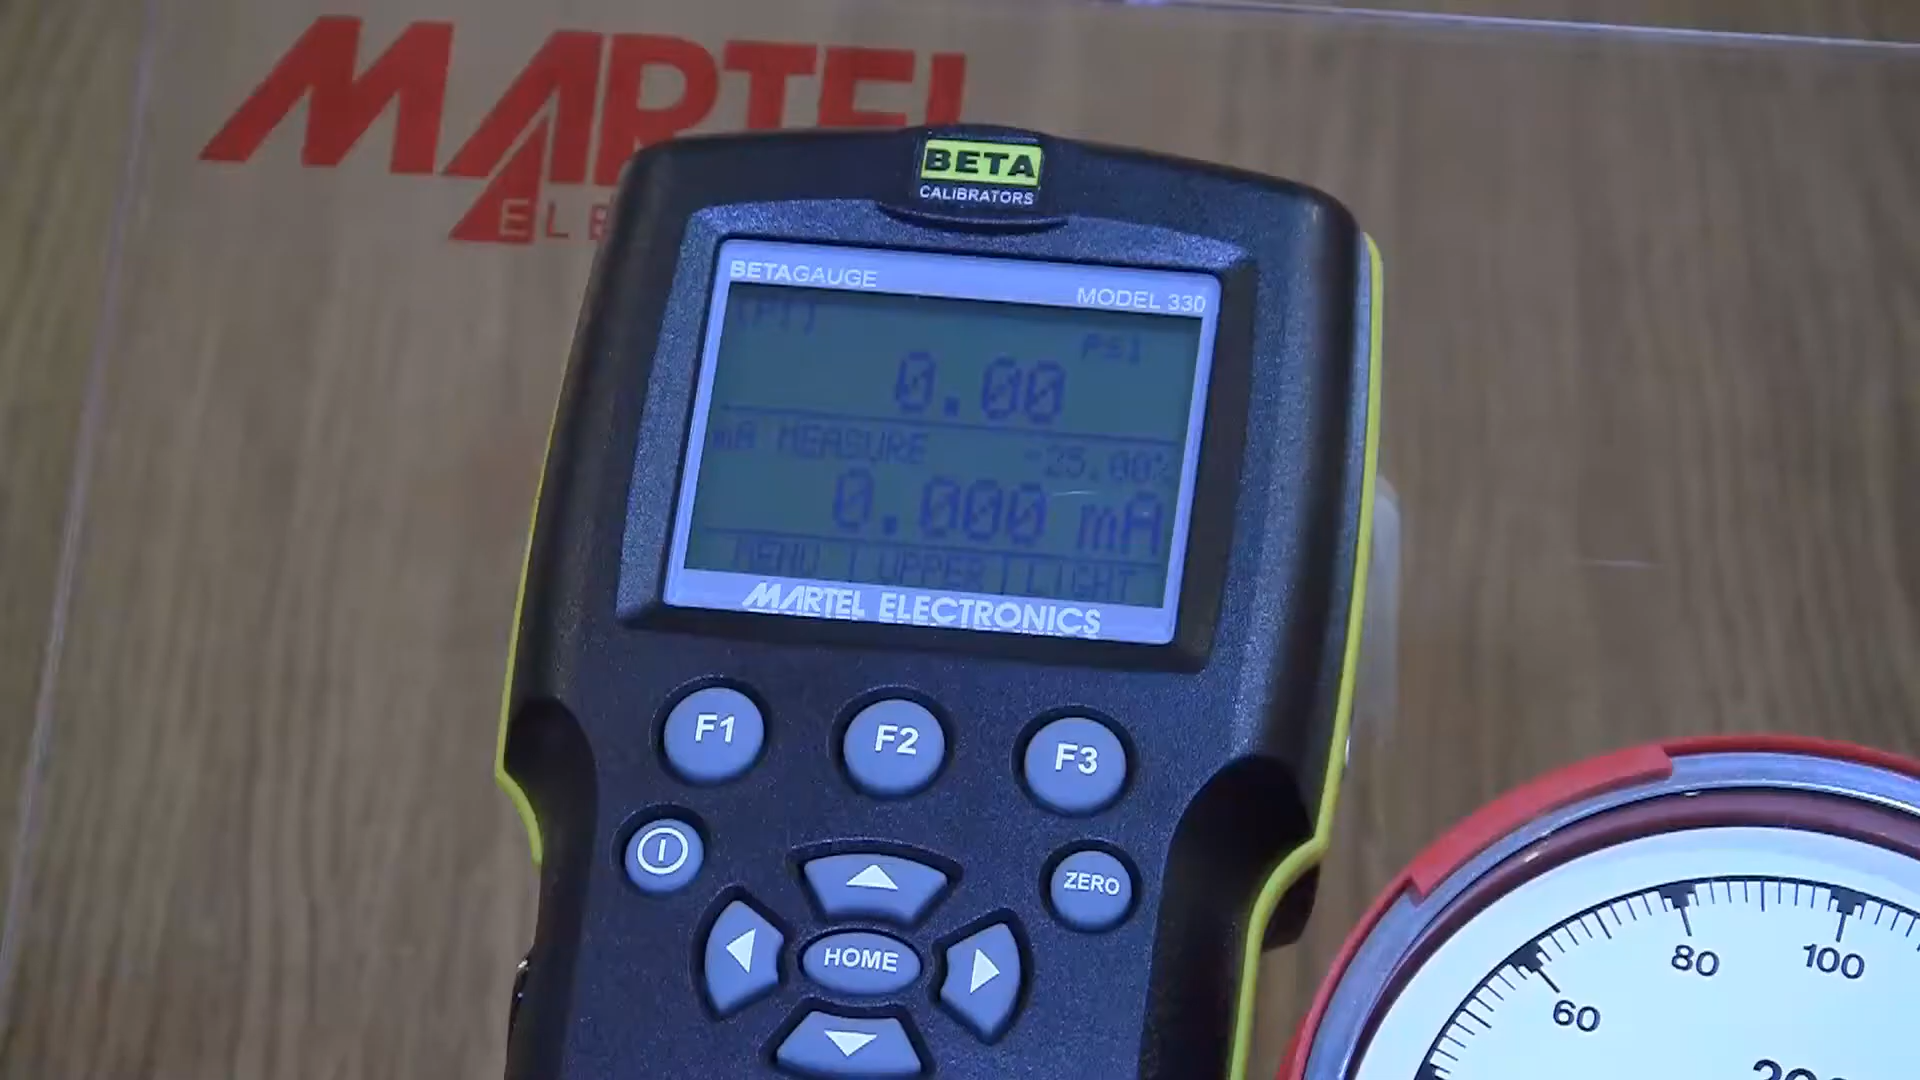 MARTEL
ELE
BETA
CALIBRATORS
BETAGAUGE
MODEL 330
(P1)
PSI
0.00
mA MEASURE -25.00%
0.000 mA
MENU | UPPER | LIGHT
MARTEL ELECTRONICS
F1 F2 F3
ZERO
HOME
60 80 100